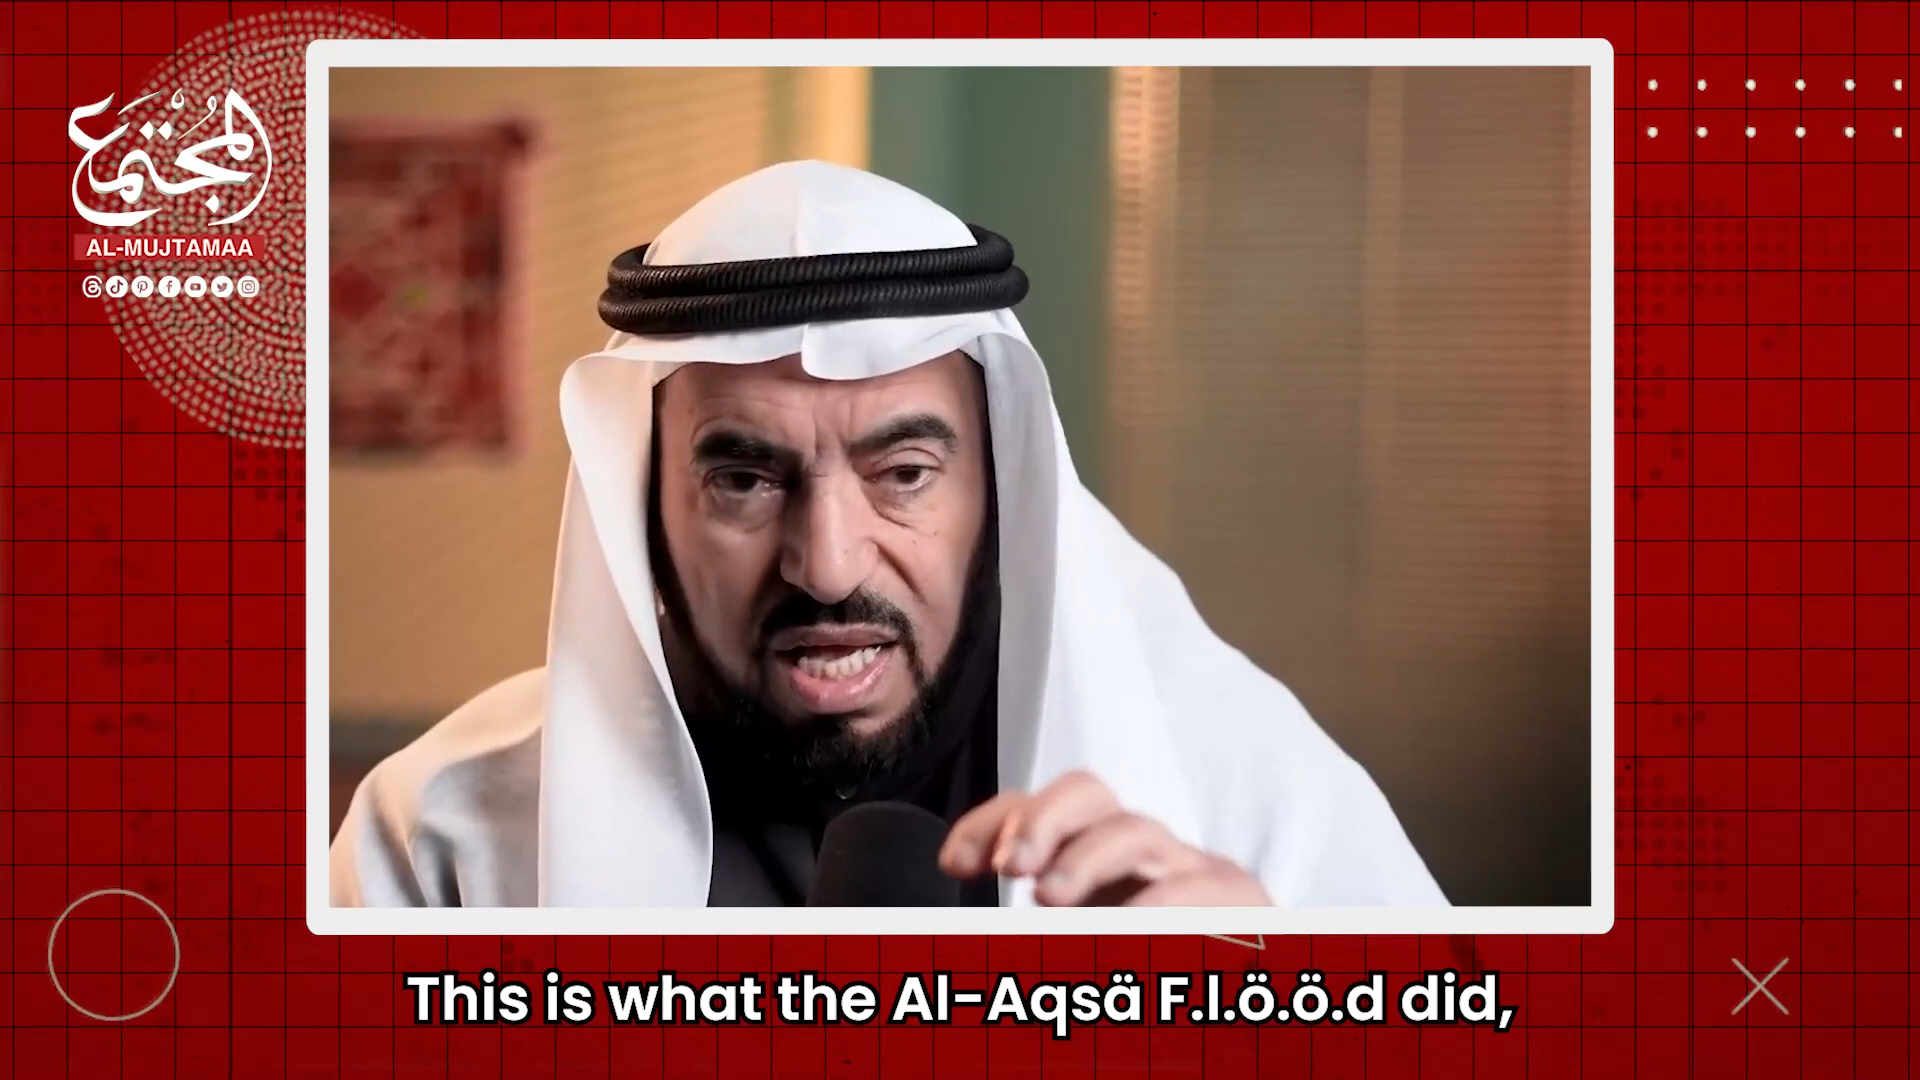 المجتمع
AL-MUJTAMAA
This is what the Al-Aqsä F.l.ö.ö.d did,